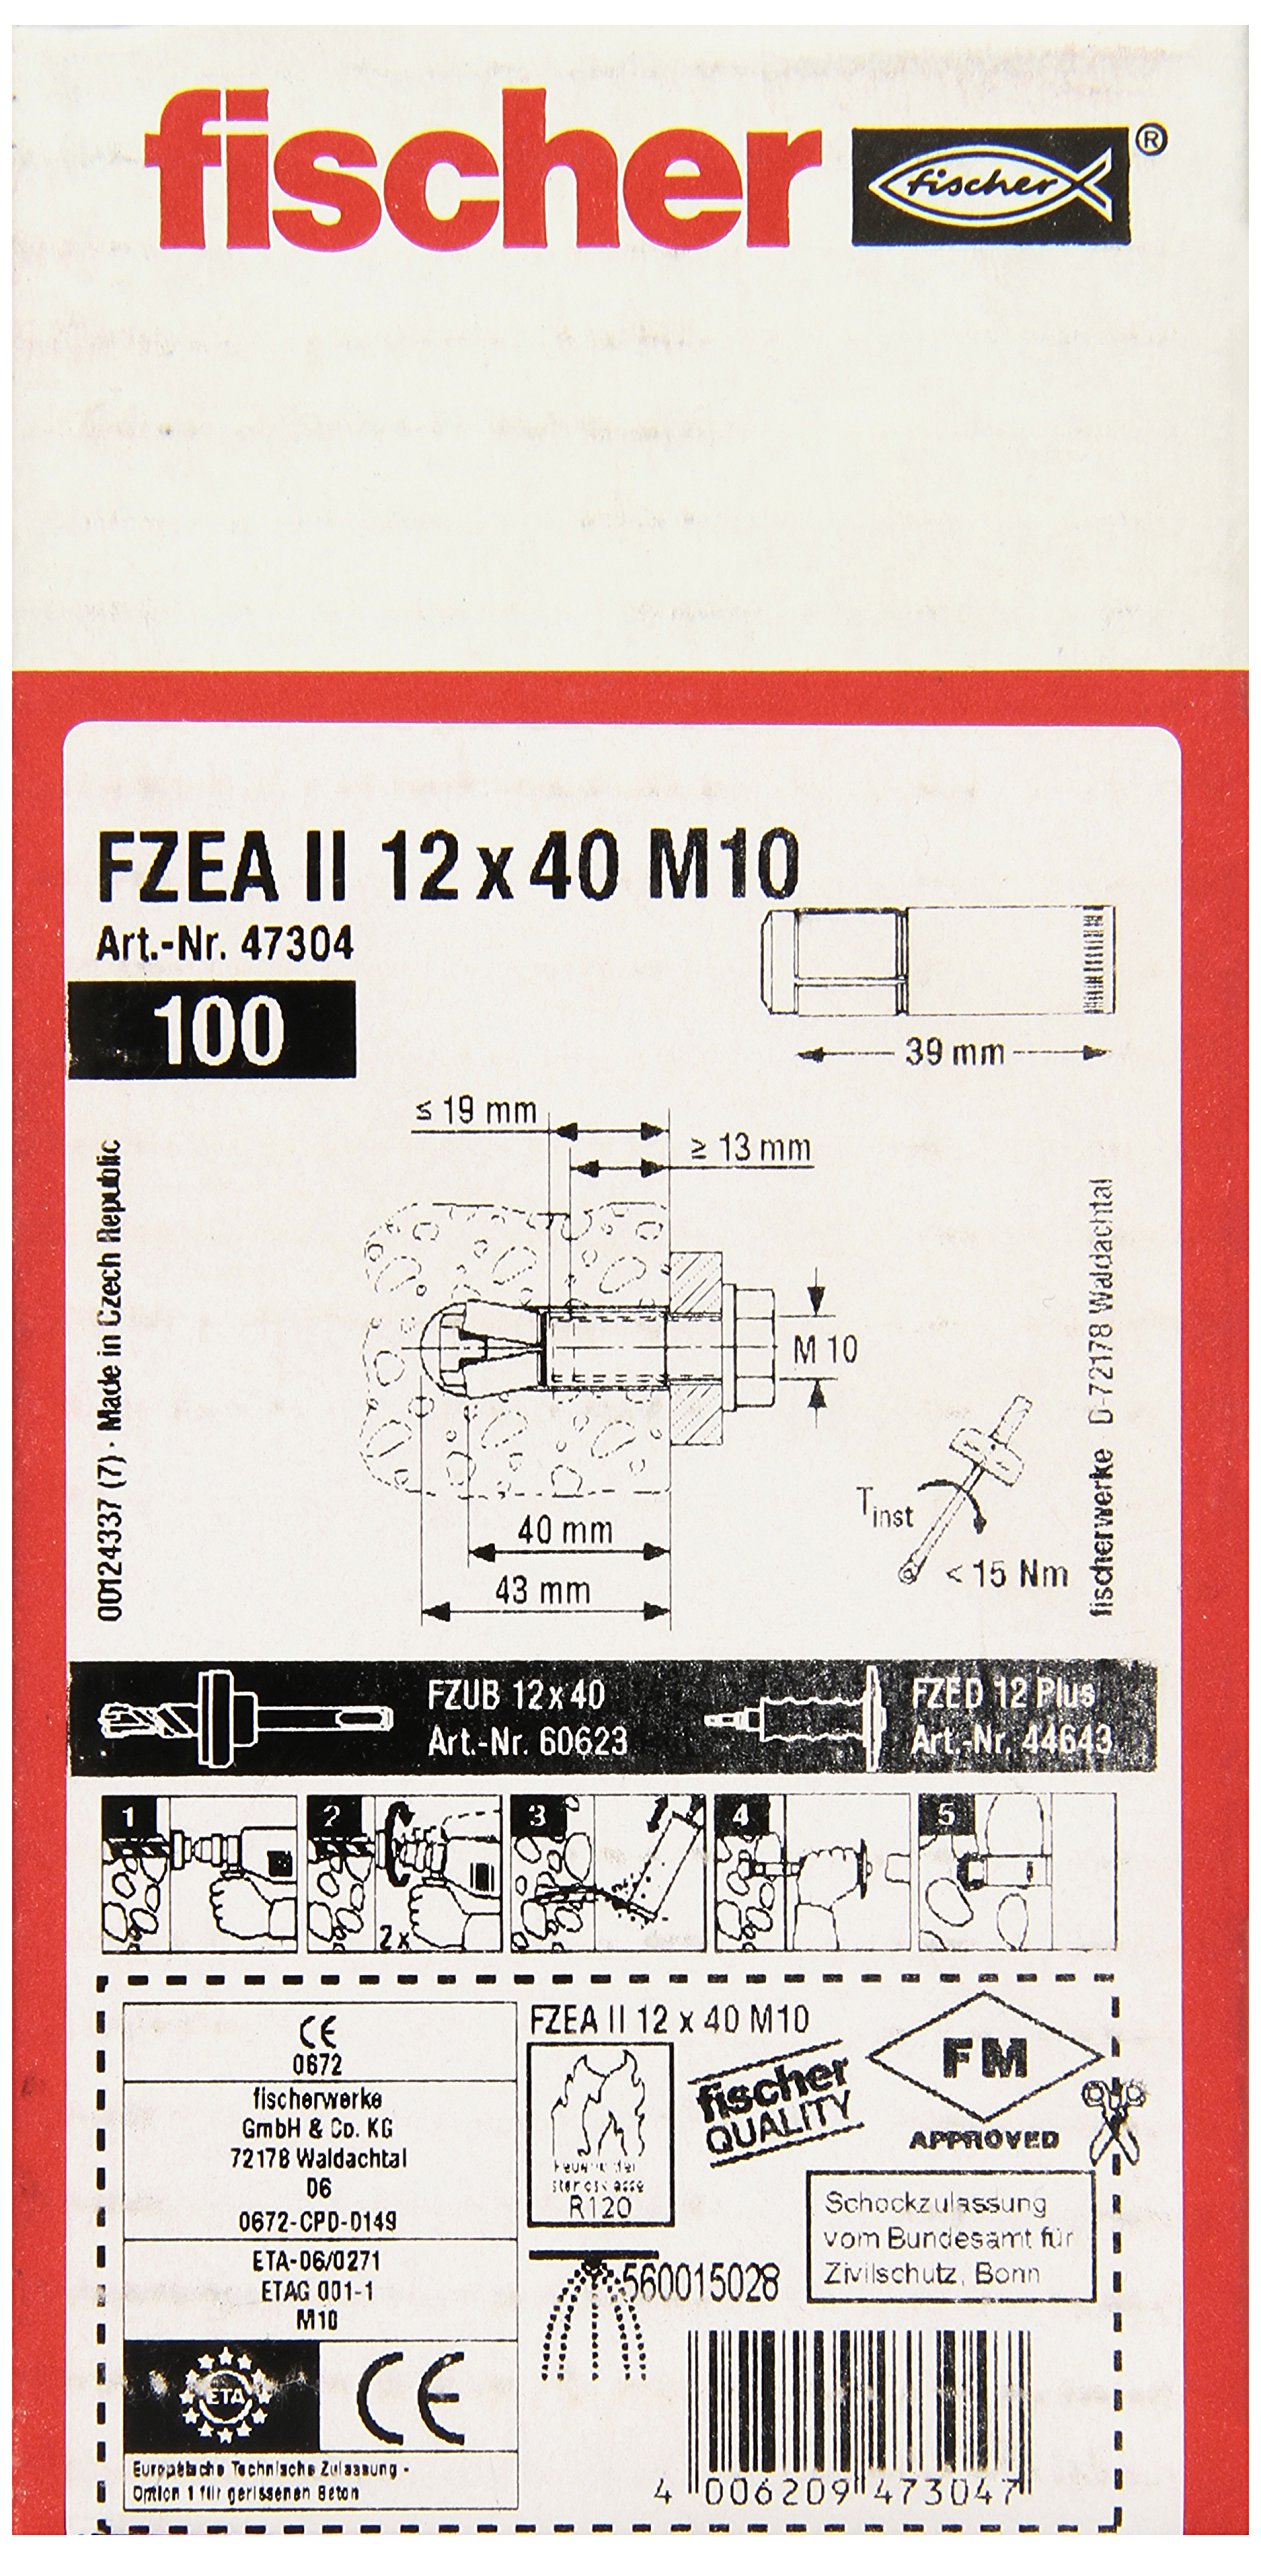 fischer
fischer ®
FZEA II 12 x 40 M10
Art.-Nr. 47304
100
39 mm
≤ 19 mm
≥ 13 mm
M 10
Tinst
< 15 Nm
40 mm
43 mm
00124337 (7) · Made in Czech Republic
fischerwerke · D-72178 Waldachtal
FZUB 12 x 40
Art.-Nr. 60623
FZED 12 Plus
Art.-Nr. 44643
1
2
2x
3
4
5
CE
0672
fischerwerke
GmbH & Co. KG
72178 Waldachtal
06
0672-CPD-0149
ETA-06/0271
ETAG 001-1
M10
ETA
CE
Europäische Technische Zulassung -
Option 1 für gerissenen Beton
FZEA II 12 x 40 M10
R120
fischer
QUALITY
FM
APPROVED
Schockzulassung
vom Bundesamt für
Zivilschutz, Bonn
560015028
4 006209 473047